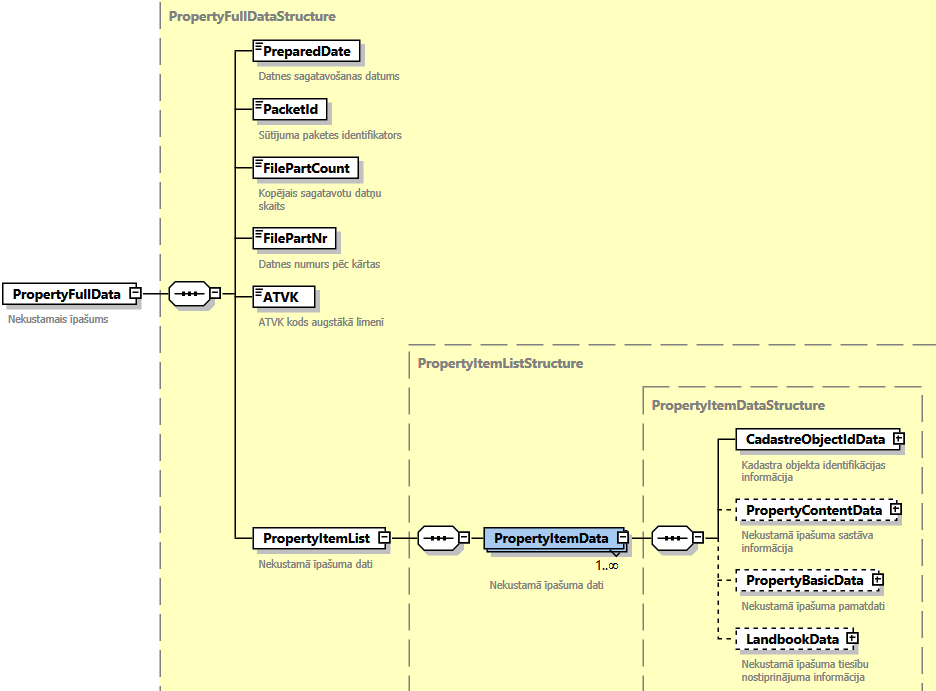 PropertyFullDataStructure
PreparedDate
Datnes sagatavošanas datums
PacketId
Sūtījuma paketes identifikators
FilePartCount
Kopējais sagatavotu datņu
skaits
FilePartNr
Datnes numurs pēc kārtas
PropertyFullData
Nekustamais īpašums
ATVK
ATVK kods augstākā līmenī
PropertyItemListStructure
PropertyItemDataStructure
CadastreObjectIdData
Kadastra objekta identifikācijas
informācija
PropertyContentData
Nekustamā īpašuma sastāva
informācija
PropertyItemList
Nekustamā īpašuma dati
PropertyItemData
1..∞
Nekustamā īpašuma dati
PropertyBasicData
Nekustamā īpašuma pamatdati
LandbookData
Nekustamā īpašuma tiesību
nostiprinājuma informācija